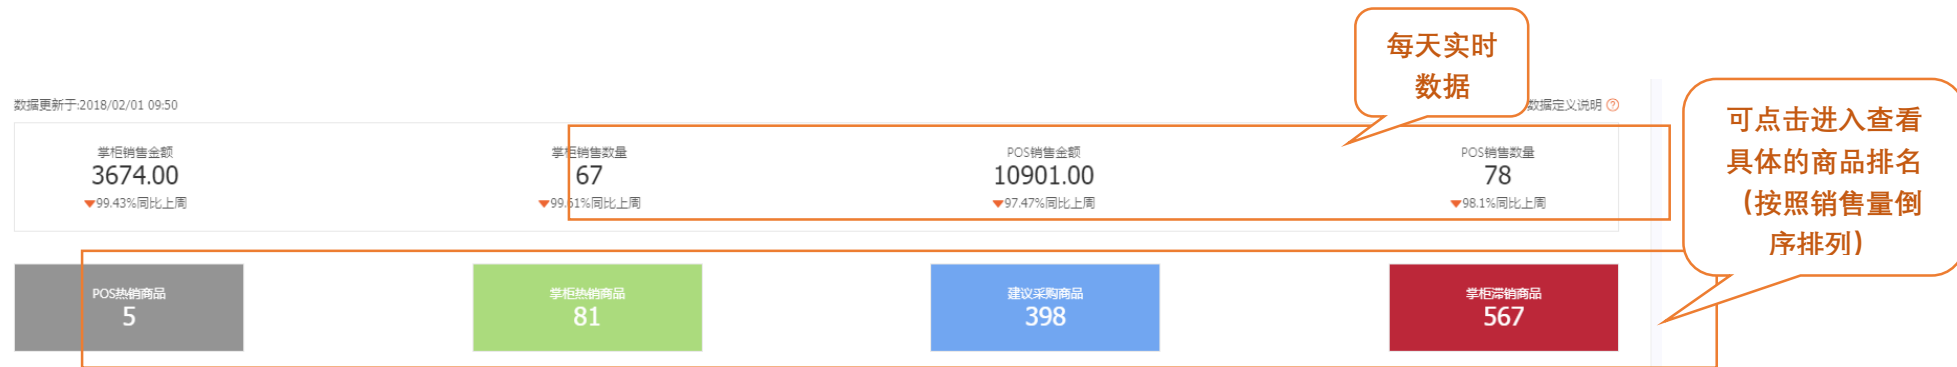 每天实时
数据
数据更新于:2018/02/01 09:50
数据定义说明 ?
可点击进入查看
具体的商品排名
（按照销售量倒
序排列）
掌柜销售金额
3674.00
▼99.43%同比上周
掌柜销售数量
67
▼99.61%同比上周
POS销售金额
10901.00
▼97.47%同比上周
POS销售数量
78
▼98.1%同比上周
POS热销商品
5
掌柜热销商品
81
建议采购商品
398
掌柜滞销商品
567